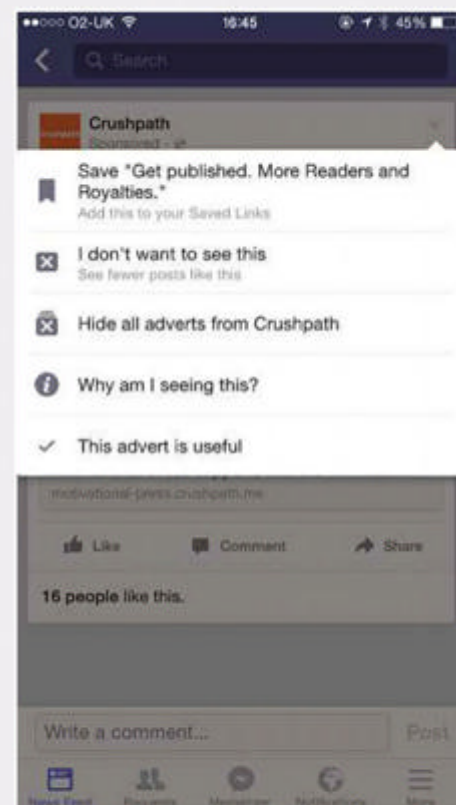 O2-UK 16:45 45%
Search
Crushpath
Sponsored
Save "Get published. More Readers and
Royalties."
Add this to your Saved Links
I don't want to see this
See fewer posts like this
Hide all adverts from Crushpath
Why am I seeing this?
This advert is useful
motivational-press.crushpath.me
Like Comment Share
16 people like this.
Write a comment... Post
News Feed Requests Messenger Notifications More